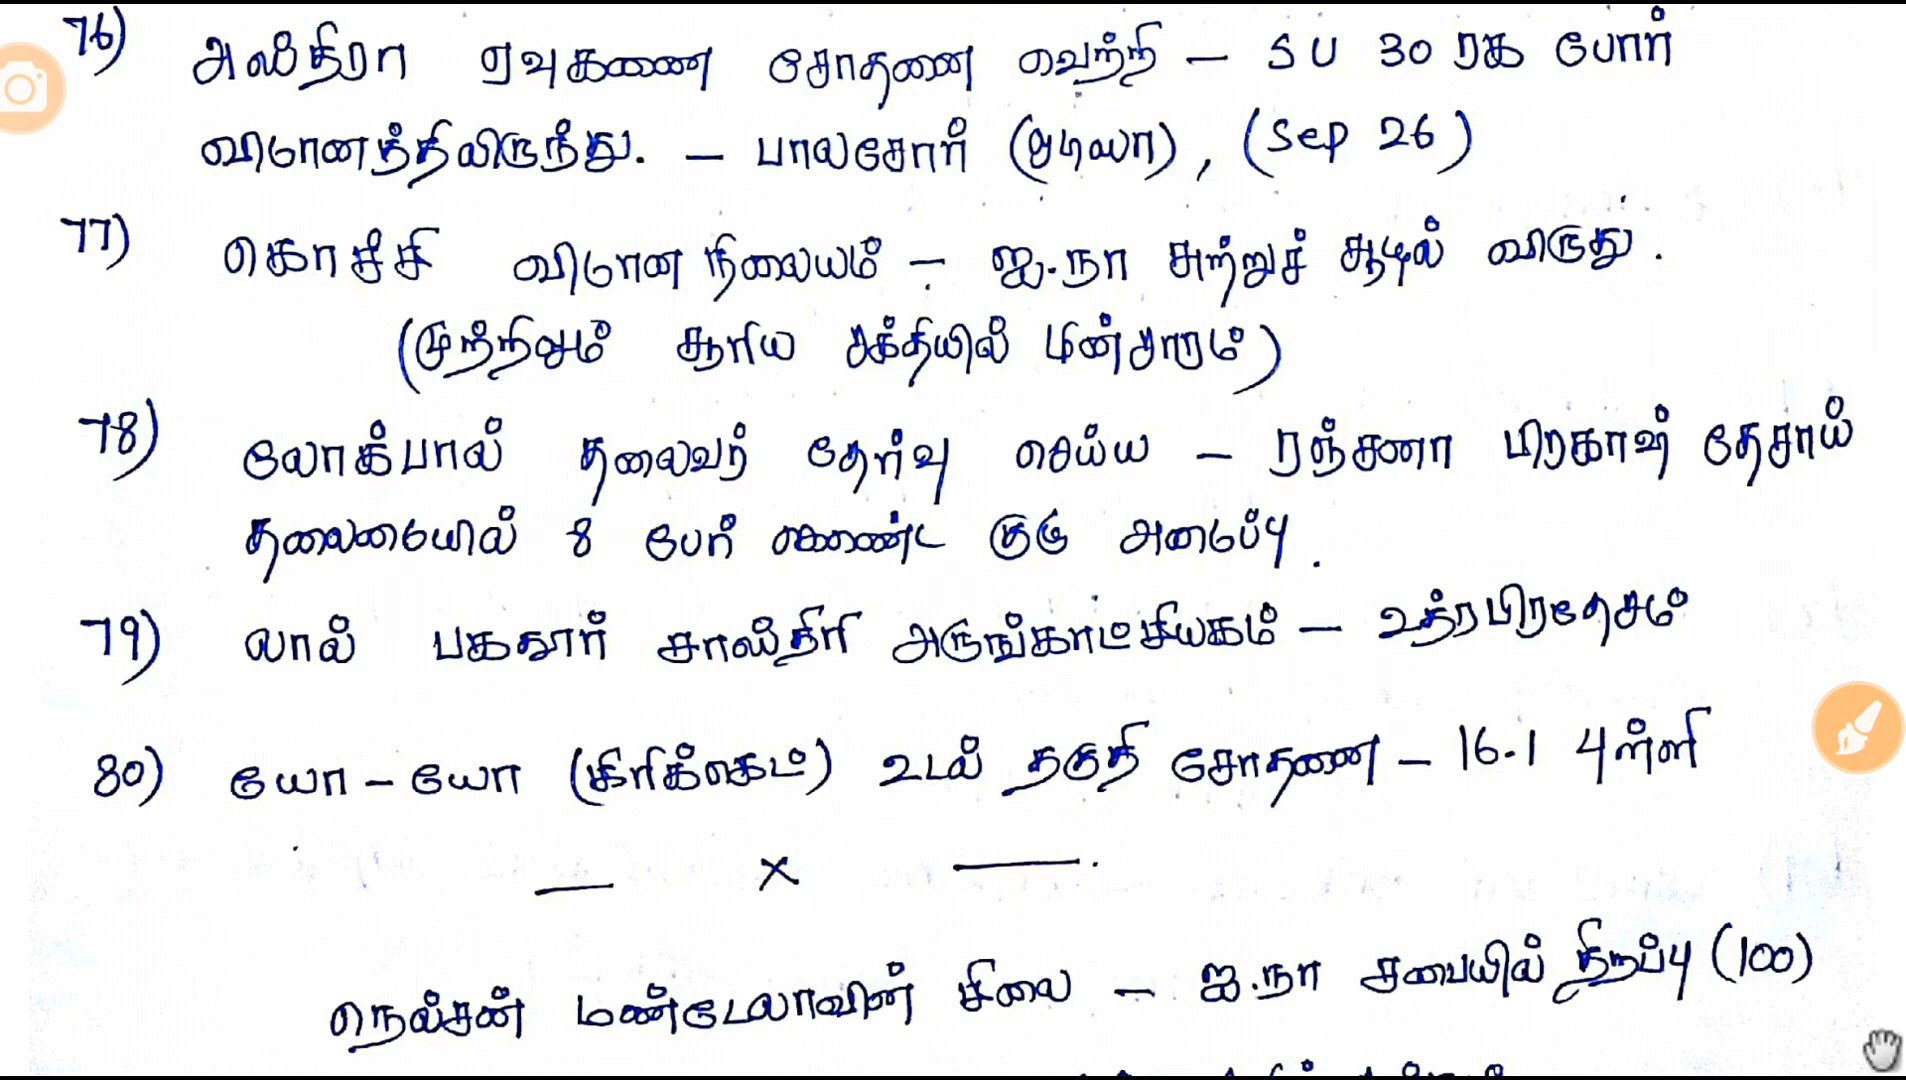 76) அஸ்திரா ஏவுகணை சோதனை வெற்றி – SU 30 ரக போர்
விமானத்திலிருந்து. – பாலசோர் (ஒடிஸா), (Sep 26)
77) கொச்சி விமான நிலையம் – ஐ.நா சுற்றுச் சூழல் விருது.
(முற்றிலும் சூரிய சக்தியில் மின்சாரம்)
78) லோக்பால் தலைவர் தேர்வு செய்ய – ரஞ்சனா பிரகாஷ் தேசாய்
தலைமையில் 8 பேர் கொண்ட குழு அமைப்பு.
79) லால் பகதூர் சாஸ்திரி அருங்காட்சியகம் – உத்ரபிரதேசம்
80) யோ – யோ (கிரிக்கெட்) உடல் தகுதி சோதனை – 16.1 புள்ளி
— x —.
நெல்சன் மண்டேலாவின் சிலை – ஐ.நா சபையில் திறப்பு (100)